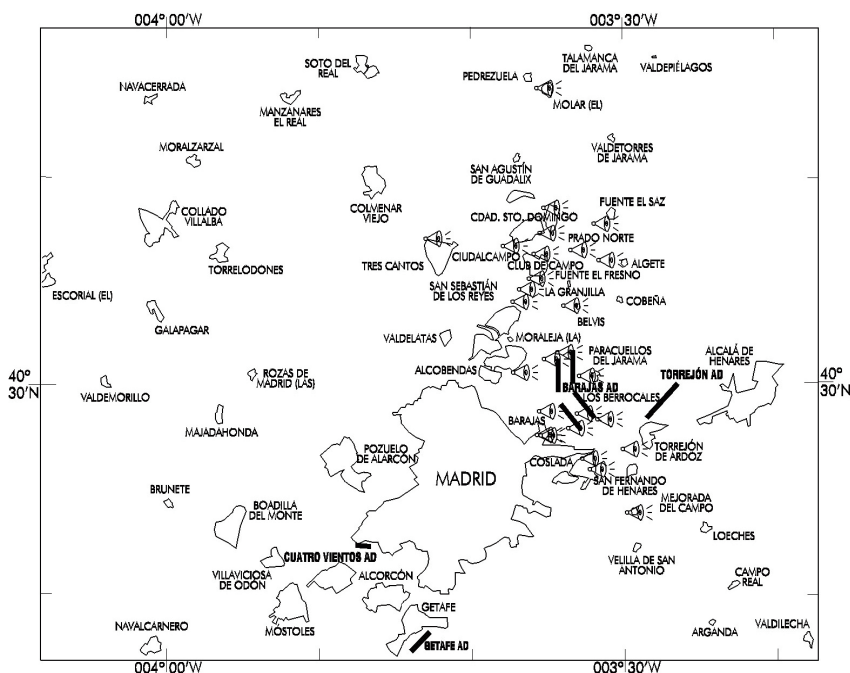 004° 00'W
003° 30'W
SOTO DEL
REAL
TALAMANCA
DEL JARAMA
VALDEPIÉLAGOS
PEDREZUELA
NAVACERRADA
MOLAR (EL)
MANZANARES
EL REAL
MORALZARZAL
VALDETORRES
DE JARAMA
SAN AGUSTÍN
DE GUADALIX
COLLADO
VILLALBA
COLMENAR
VIEJO
FUENTE EL SAZ
CDAD. STO. DOMINGO
PRADO NORTE
TORRELODONES
TRES CANTOS
CIUDALCAMPO
CLUB DE CAMPO
ALGETE
FUENTE EL FRESNO
ESCORIAL (EL)
SAN SEBASTIÁN
DE LOS REYES
LA GRANJILLA
COBEÑA
GALAPAGAR
BELVIS
VALDELATAS
MORALEJA (LA)
PARACUELLOS
DEL JARAMA
ALCALÁ DE
HENARES
ALCOBENDAS
TORREJÓN AD
40°
30'N
40°
30'N
ROZAS DE
MADRID (LAS)
BARAJAS AD
VALDEMORILLO
LOS BERROCALES
MAJADAHONDA
BARAJAS
POZUELO
DE ALARCÓN
TORREJÓN
DE ARDOZ
COSLADA
MADRID
SAN FERNANDO
DE HENARES
BRUNETE
BOADILLA
DEL MONTE
MEJORADA
DEL CAMPO
LOECHES
CUATRO VIENTOS AD
VELILLA DE SAN
ANTONIO
VILLAVICIOSA
DE ODÓN
ALCORCÓN
CAMPO
REAL
GETAFE
NAVALCARNERO
MÓSTOLES
ARGANDA
VALDILECHA
GETAFE AD
004° 00'W
003° 30'W